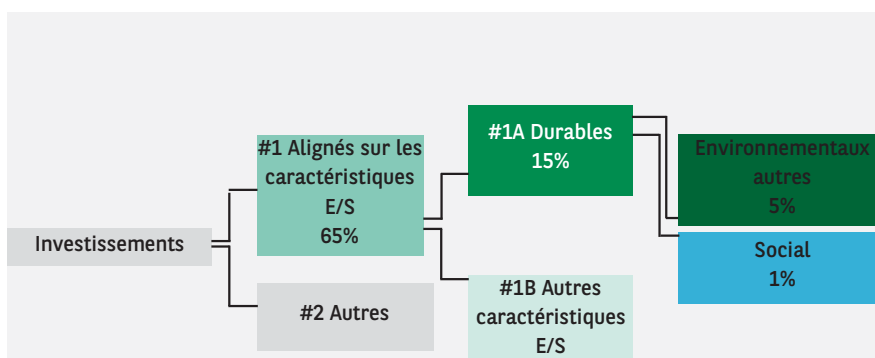 Investissements
#1 Alignés sur les
caractéristiques
E/S
65%
#2 Autres
#1A Durables
15%
#1B Autres
caractéristiques
E/S
Environnementaux
autres
5%
Social
1%